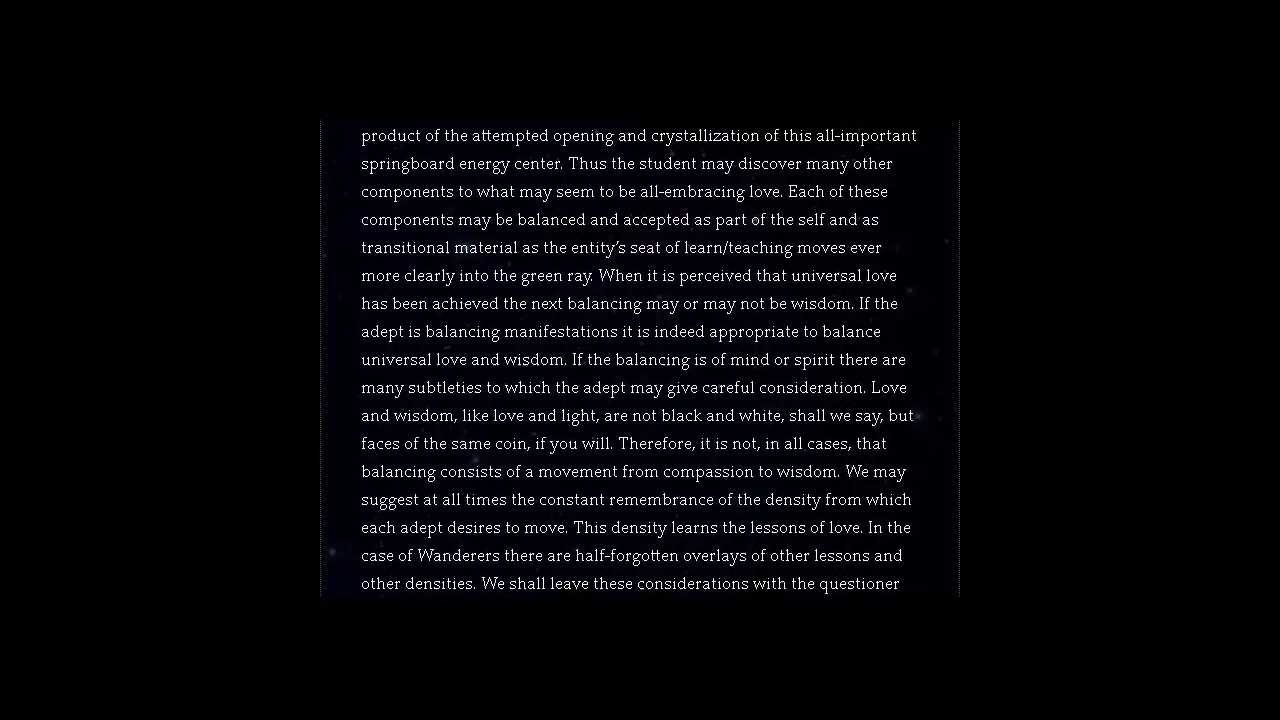 product of the attempted opening and crystallization of this all-important
springboard energy center. Thus the student may discover many other
components to what may seem to be all-embracing love. Each of these
components may be balanced and accepted as part of the self and as
transitional material as the entity's seat of learn/teaching moves ever
more clearly into the green ray. When it is perceived that universal love
has been achieved the next balancing may or may not be wisdom. If the
adept is balancing manifestations it is indeed appropriate to balance
universal love and wisdom. If the balancing is of mind or spirit there are
many subtleties to which the adept may give careful consideration. Love
and wisdom, like love and light, are not black and white, shall we say, but
faces of the same coin, if you will. Therefore, it is not, in all cases, that
balancing consists of a movement from compassion to wisdom. We may
suggest at all times the constant remembrance of the density from which
each adept desires to move. This density learns the lessons of love. In the
case of Wanderers there are half-forgotten overlays of other lessons and
other densities. We shall leave these considerations with the questioner